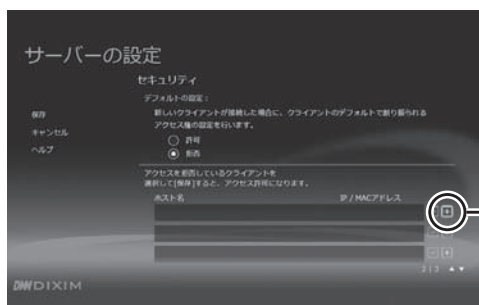 サーバーの設定
セキュリティ
デフォルトの設定：
新しいクライアントが接続した場合に、クライアントのデフォルトで割り振られる
アクセス権の設定を行います。
許可
拒否
保存
キャンセル
ヘルプ
アクセスを拒否しているクライアントを
選択して[保存]すると、アクセス許可になります。
ホスト名 IP / MACアドレス
2 | 3
DIXIM